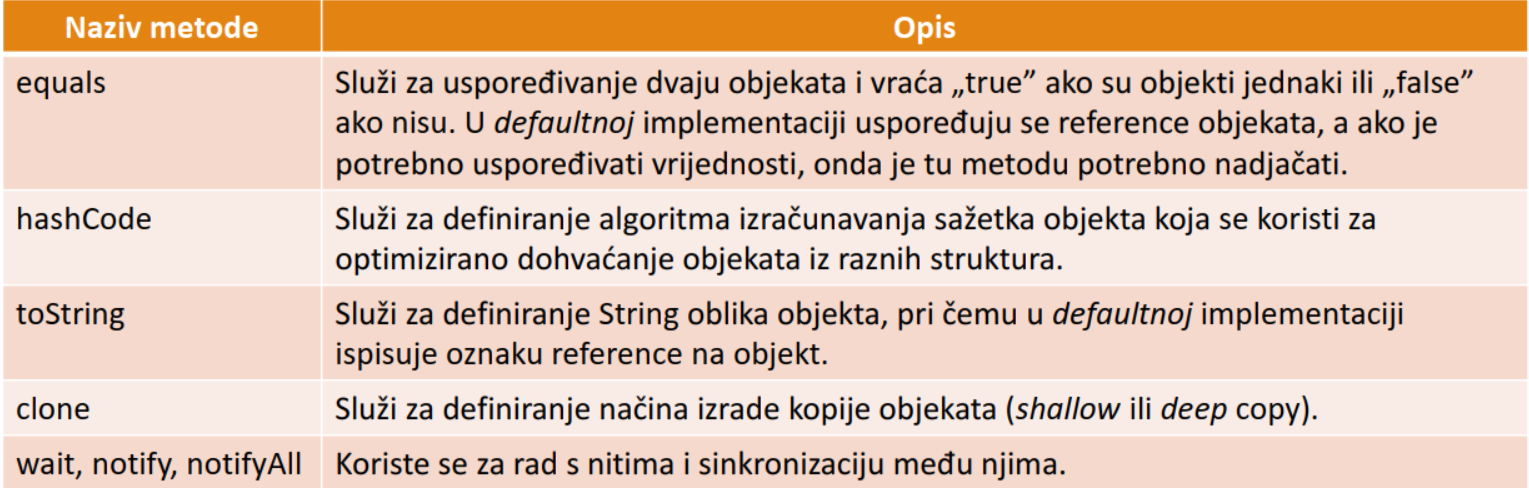 Naziv metode Opis
equals Služi za uspoređivanje dvaju objekata i vraća „true” ako su objekti jednaki ili „false”
ako nisu. U defaultnoj implementaciji uspoređuju se reference objekata, a ako je
potrebno uspoređivati vrijednosti, onda je tu metodu potrebno nadjačati.
hashCode Služi za definiranje algoritma izračunavanja sažetka objekta koja se koristi za
optimizirano dohvaćanje objekata iz raznih struktura.
toString Služi za definiranje String oblika objekta, pri čemu u defaultnoj implementaciji
ispisuje oznaku reference na objekt.
clone Služi za definiranje načina izrade kopije objekata (shallow ili deep copy).
wait, notify, notifyAll Koriste se za rad s nitima i sinkronizaciju među njima.